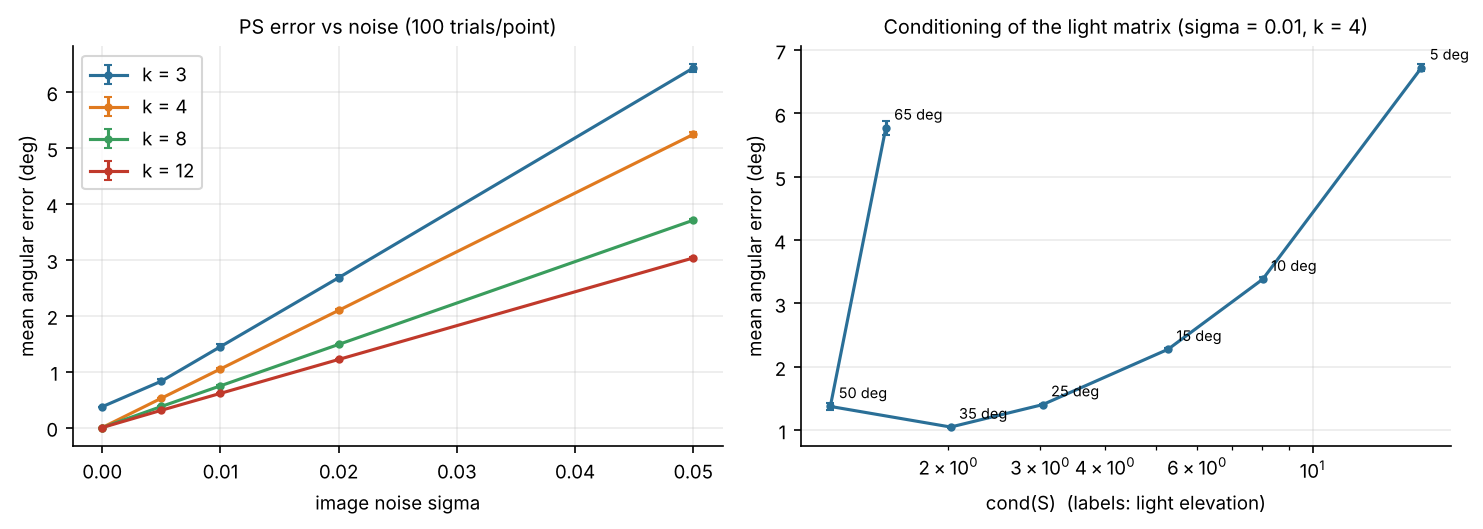 PS error vs noise (100 trials/point)
k = 3
k = 4
k = 8
k = 12
mean angular error (deg)
6
5
4
3
2
1
0
0.00 0.01 0.02 0.03 0.04 0.05
image noise sigma
Conditioning of the light matrix (sigma = 0.01, k = 4)
mean angular error (deg)
7
6
5
4
3
2
1
5 deg
65 deg
10 deg
15 deg
50 deg
25 deg
35 deg
2 × 10⁰ 3 × 10⁰ 4 × 10⁰ 6 × 10⁰ 10¹
cond(S) (labels: light elevation)